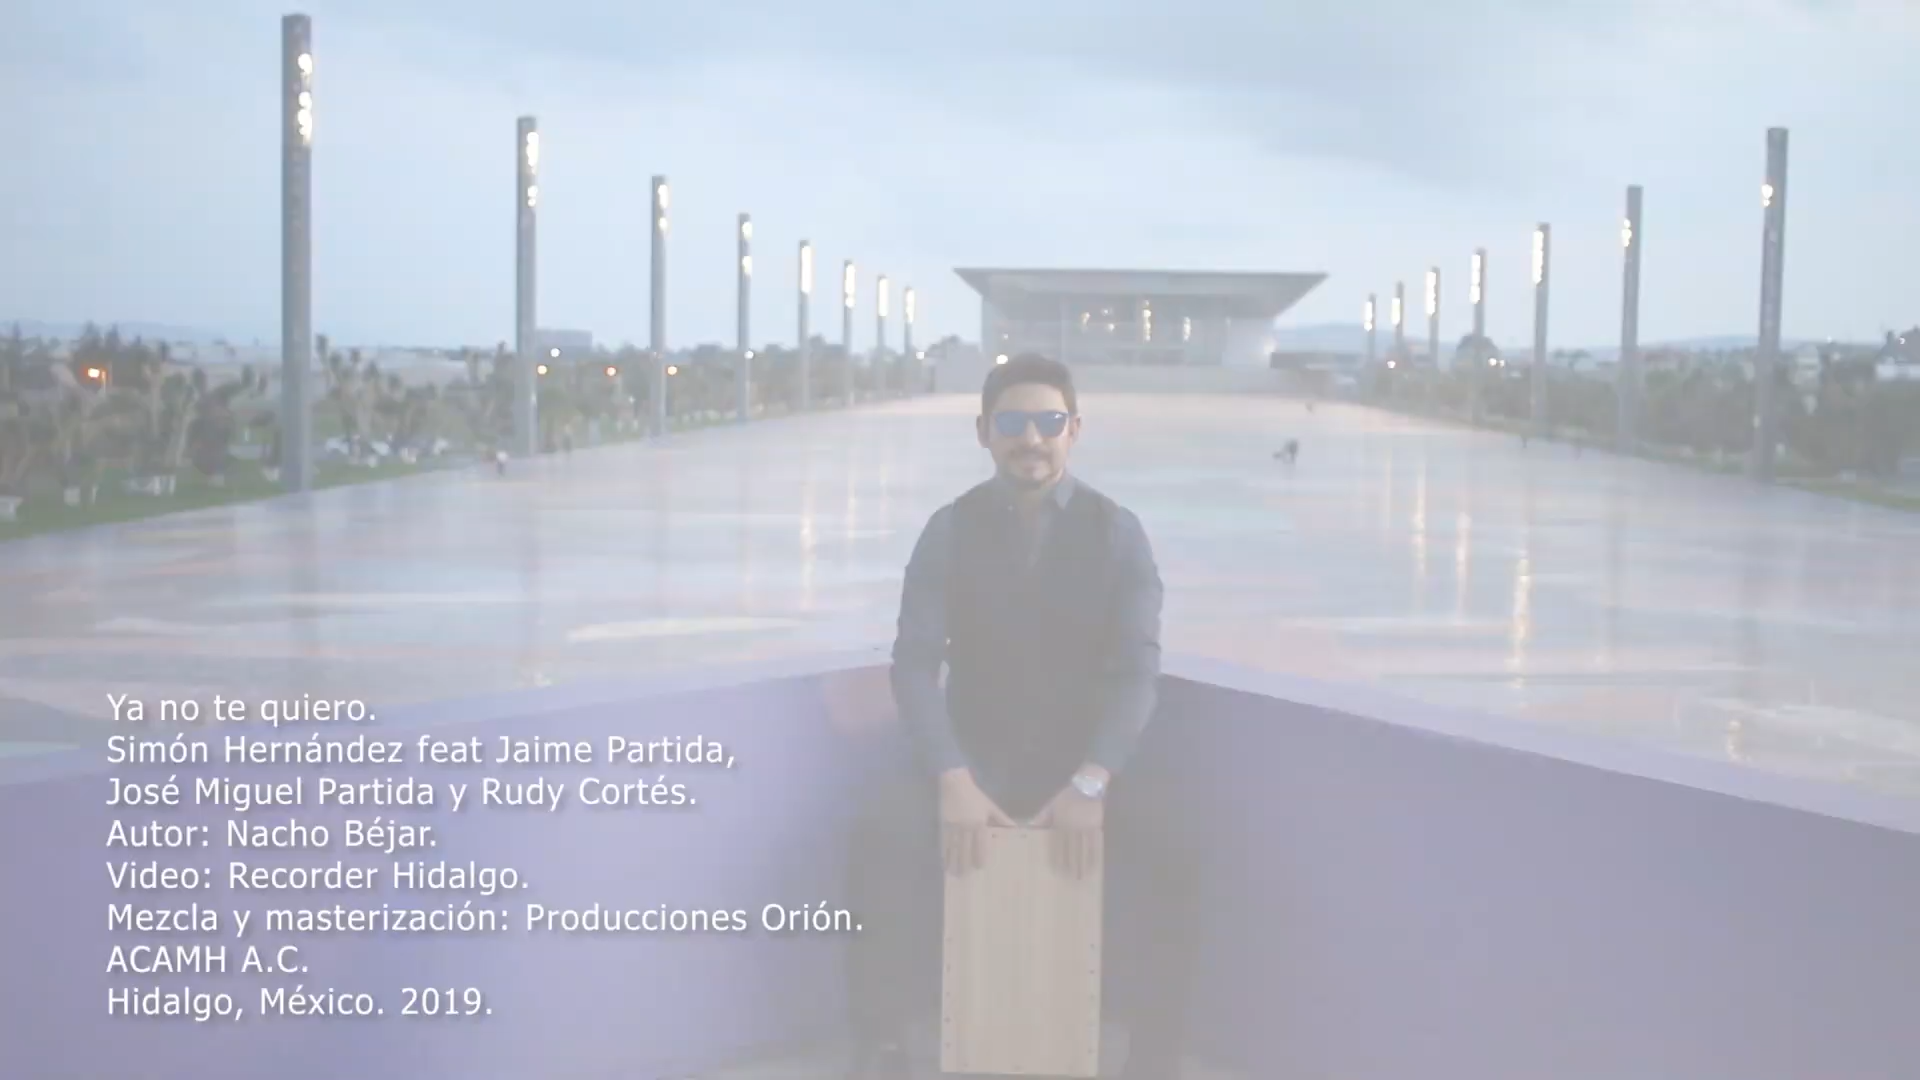 Ya no te quiero.
Simón Hernández feat Jaime Partida,
José Miguel Partida y Rudy Cortés.
Autor: Nacho Béjar.
Video: Recorder Hidalgo.
Mezcla y masterización: Producciones Orión.
ACAMH A.C.
Hidalgo, México. 2019.